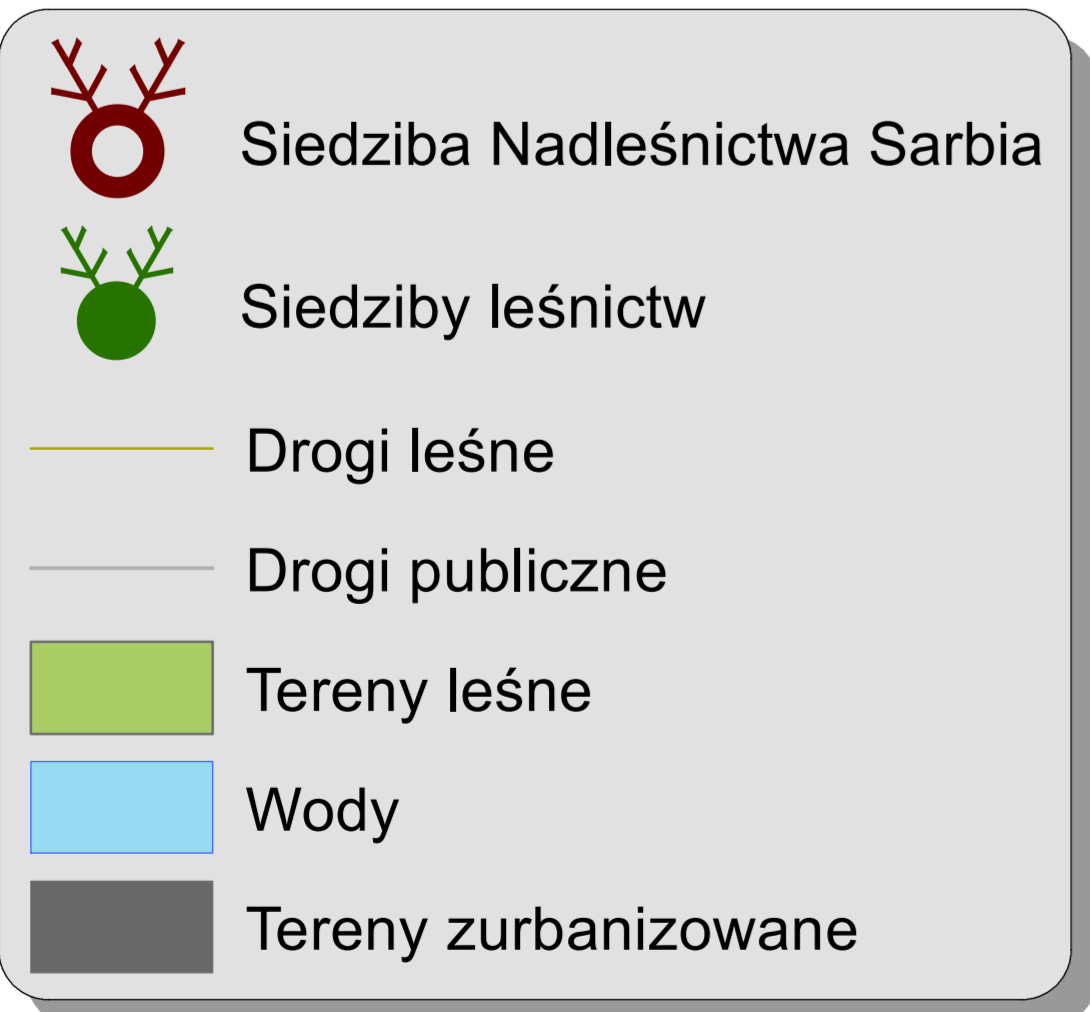 Siedziba Nadleśnictwa Sarbia
Siedziby leśnictw
Drogi leśne
Drogi publiczne
Tereny leśne
Wody
Tereny zurbanizowane